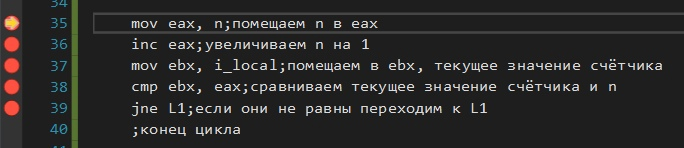 34
35 mov eax, n;помещаем n в eax
36 inc eax;увеличиваем n на 1
37 mov ebx, i_local;помещаем в ebx, текущее значение счётчика
38 cmp ebx, eax;сравниваем текущее значение счётчика и n
39 jne L1;если они не равны переходим к L1
40 ;конец цикла